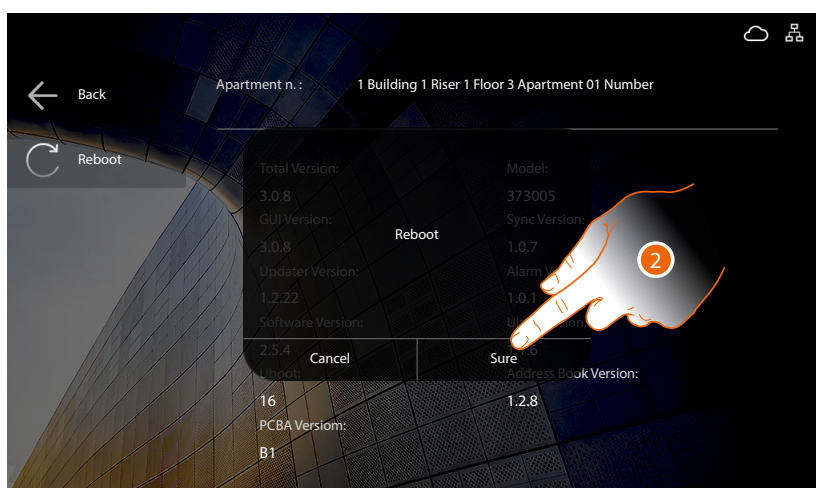 Back
Apartment n. : 1 Building 1 Riser 1 Floor 3 Apartment 01 Number
Reboot
Total Version: Model:
3.0.8 373005
GUI Version: Sync Version:
Reboot
3.0.8 1.0.7
2
Updater Version: Alarm
1.2.22 1.0.1
Software Version:
2.5.4 1.6
Cancel Sure
Uboot: Address Book Version:
16 1.2.8
PCBA Versiom:
B1